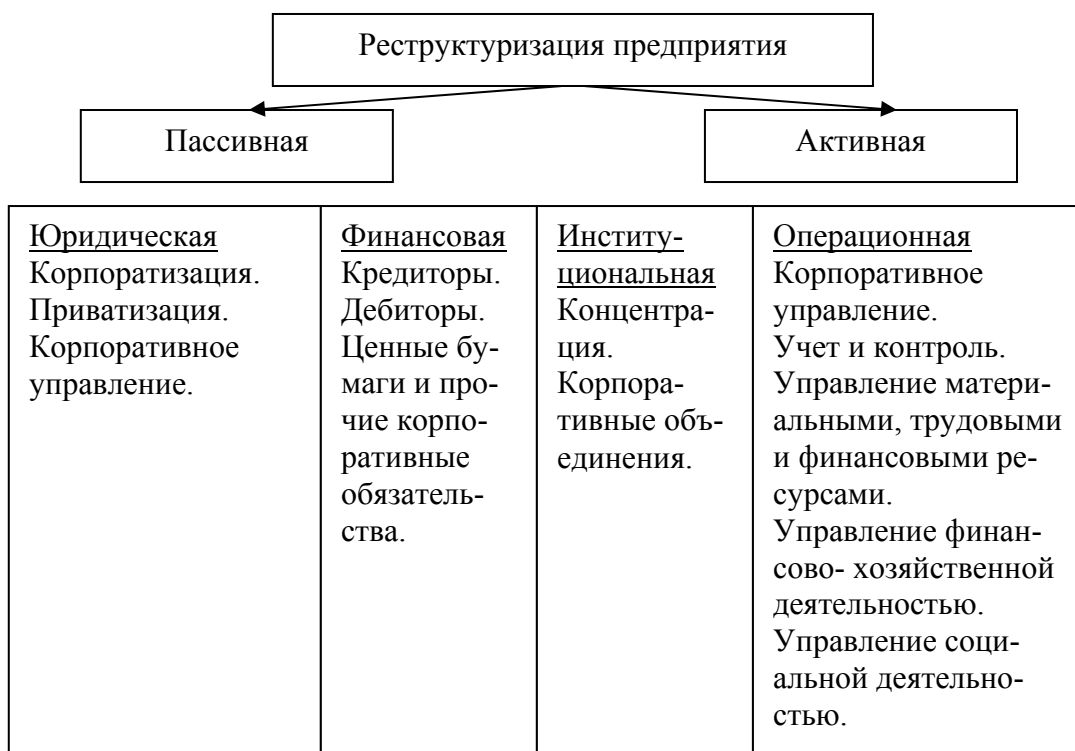 Реструктуризация предприятия
Пассивная
Активная
Юридическая
Корпоратизация.
Приватизация.
Корпоративное
управление.
Финансовая
Кредиторы.
Дебиторы.
Ценные бу-
маги и про-
чие корпо-
ративные
обязатель-
ства.
Институ-
циональная
Концентра-
ция.
Корпора-
тивные объ-
единения.
Операционная
Корпоративное
управление.
Учет и контроль.
Управление матери-
альными, трудовыми
и финансовыми ре-
сурсами.
Управление финан-
сово- хозяйственной
деятельностью.
Управление соци-
альной деятельно-
стью.